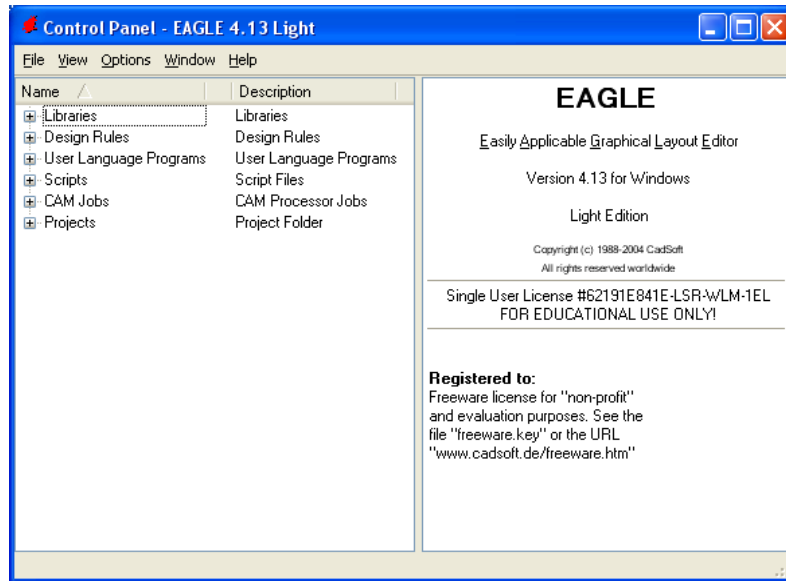 Control Panel - EAGLE 4.13 Light
File View Options Window Help
Name Description
Libraries Libraries
Design Rules Design Rules
User Language Programs User Language Programs
Scripts Script Files
CAM Jobs CAM Processor Jobs
Projects Project Folder
EAGLE
Easily Applicable Graphical Layout Editor
Version 4.13 for Windows
Light Edition
Copyright (c) 1988-2004 CadSoft
All rights reserved worldwide
Single User License #62191E841E-LSR-WLM-1EL
FOR EDUCATIONAL USE ONLY!
Registered to:
Freeware license for "non-profit"
and evaluation purposes. See the
file "freeware.key" or the URL
"www.cadsoft.de/freeware.htm"